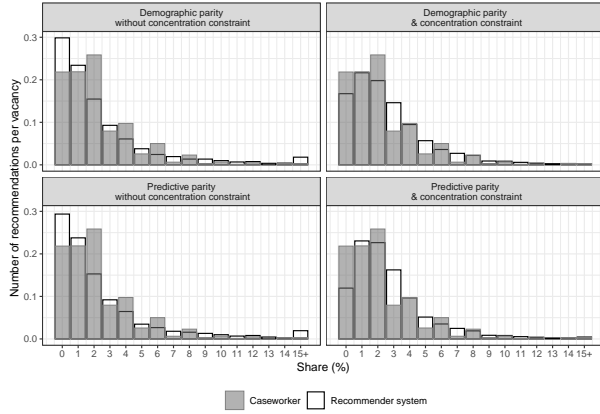 Demographic parity
without concentration constraint
Demographic parity
& concentration constraint
0.3
0.2
0.1
0.0
Predictive parity
without concentration constraint
Predictive parity
& concentration constraint
0.3
0.2
0.1
0.0
Number of recommendations per vacancy
0 1 2 3 4 5 6 7 8 9 10 11 12 13 14 15+
0 1 2 3 4 5 6 7 8 9 10 11 12 13 14 15+
Share (%)
Caseworker Recommender system